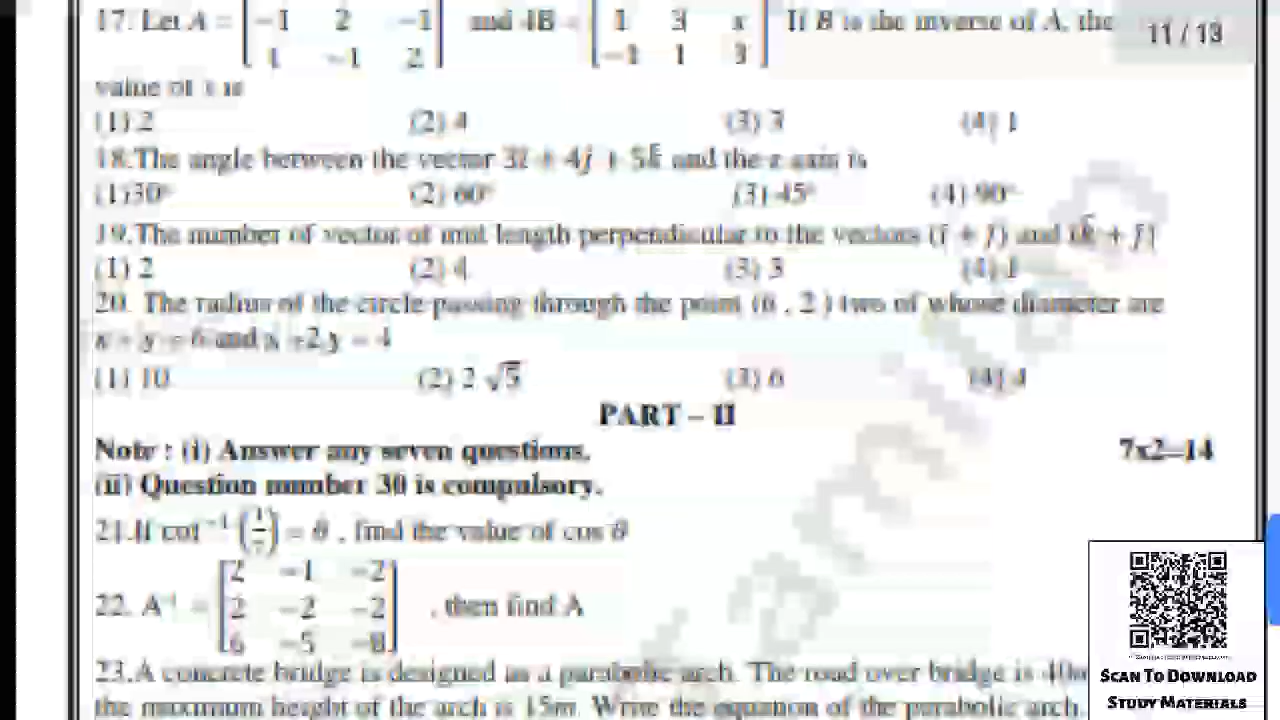 17. Let A = [ −1 2 −1 ] and 4B = [ 1 3 x ] If B is the inverse of A, the
1 −1 2 −1 1 3
11 / 13
value of x is
(1) 2 (2) 4 (3) 3 (4) 1
18.The angle between the vector 3i + 4j + 5k and the z axis is
(1)30° (2) 60° (3) 45° (4) 90°
19.The number of vector of unit length perpendicular to the vectors (i + j) and (k + j)
(1) 2 (2) 4 (3) 3 (4) 1
20. The radius of the circle passing through the point (6 , 2 ) two of whose diameter are
x + y = 6 and x +2 y = 4
(1) 10 (2) 2 √5 (3) 6 (4) 4
PART – II
Note : (i) Answer any seven questions. 7x2=14
(ii) Question number 30 is compulsory.
21.If cot⁻¹ = θ , find the value of cos θ
2 −1 −2
22. A⁻¹ = 2 −2 −2 , then find A
6 −5 −8
23.A concrete bridge is designed as a parabolic arch. The road over bridge is 40m
the maximum height of the arch is 15m. Write the equation of the parabolic arch.
SCAN TO DOWNLOAD
STUDY MATERIALS